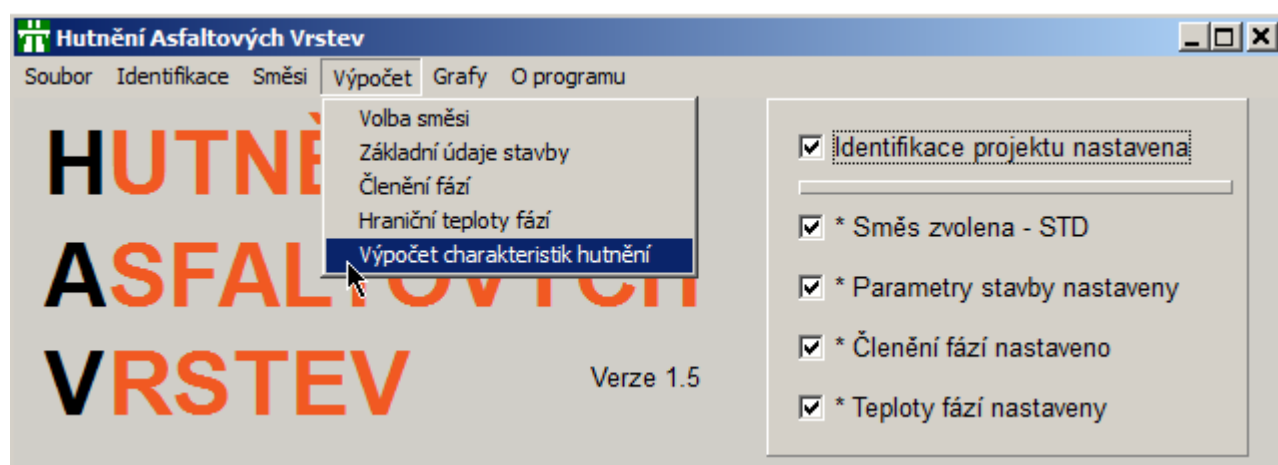 Hutnění Asfaltových Vrstev
Soubor Identifikace Směsi Výpočet Grafy O programu
Volba směsi
Základní údaje stavby
Členění fází
Hraniční teploty fází
Výpočet charakteristik hutnění
HUTNĚ
ASFALTOVÝCH
VRSTEV
Verze 1.5
Identifikace projektu nastavena
* Směs zvolena - STD
* Parametry stavby nastaveny
* Členění fází nastaveno
* Teploty fází nastaveny